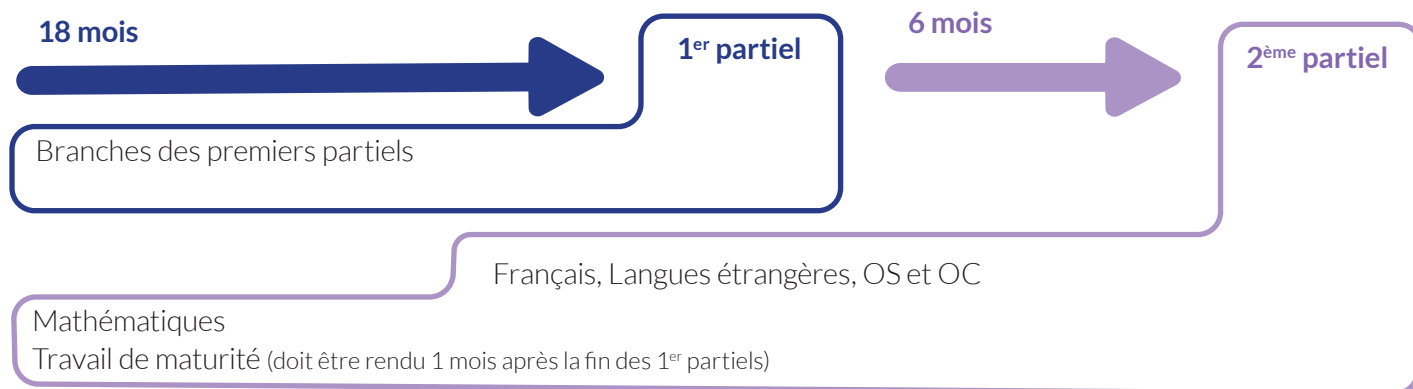 18 mois
1er partiel
6 mois
2ème partiel
Branches des premiers partiels
Français, Langues étrangères, OS et OC
Mathématiques
Travail de maturité (doit être rendu 1 mois après la fin des 1er partiels)